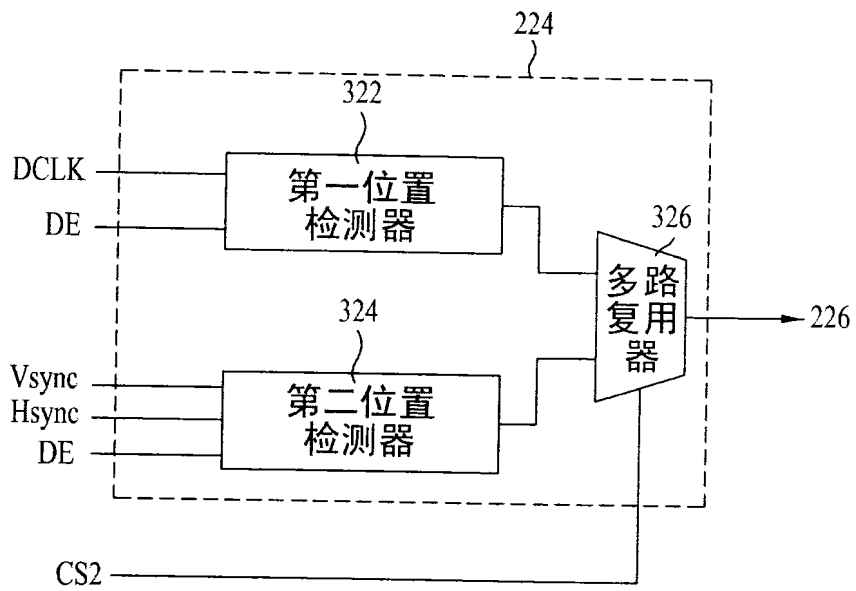 224
322
DCLK
第一位置
检测器
DE
326
多路
复用
器
226
324
Vsync
第二位置
检测器
Hsync
DE
CS2